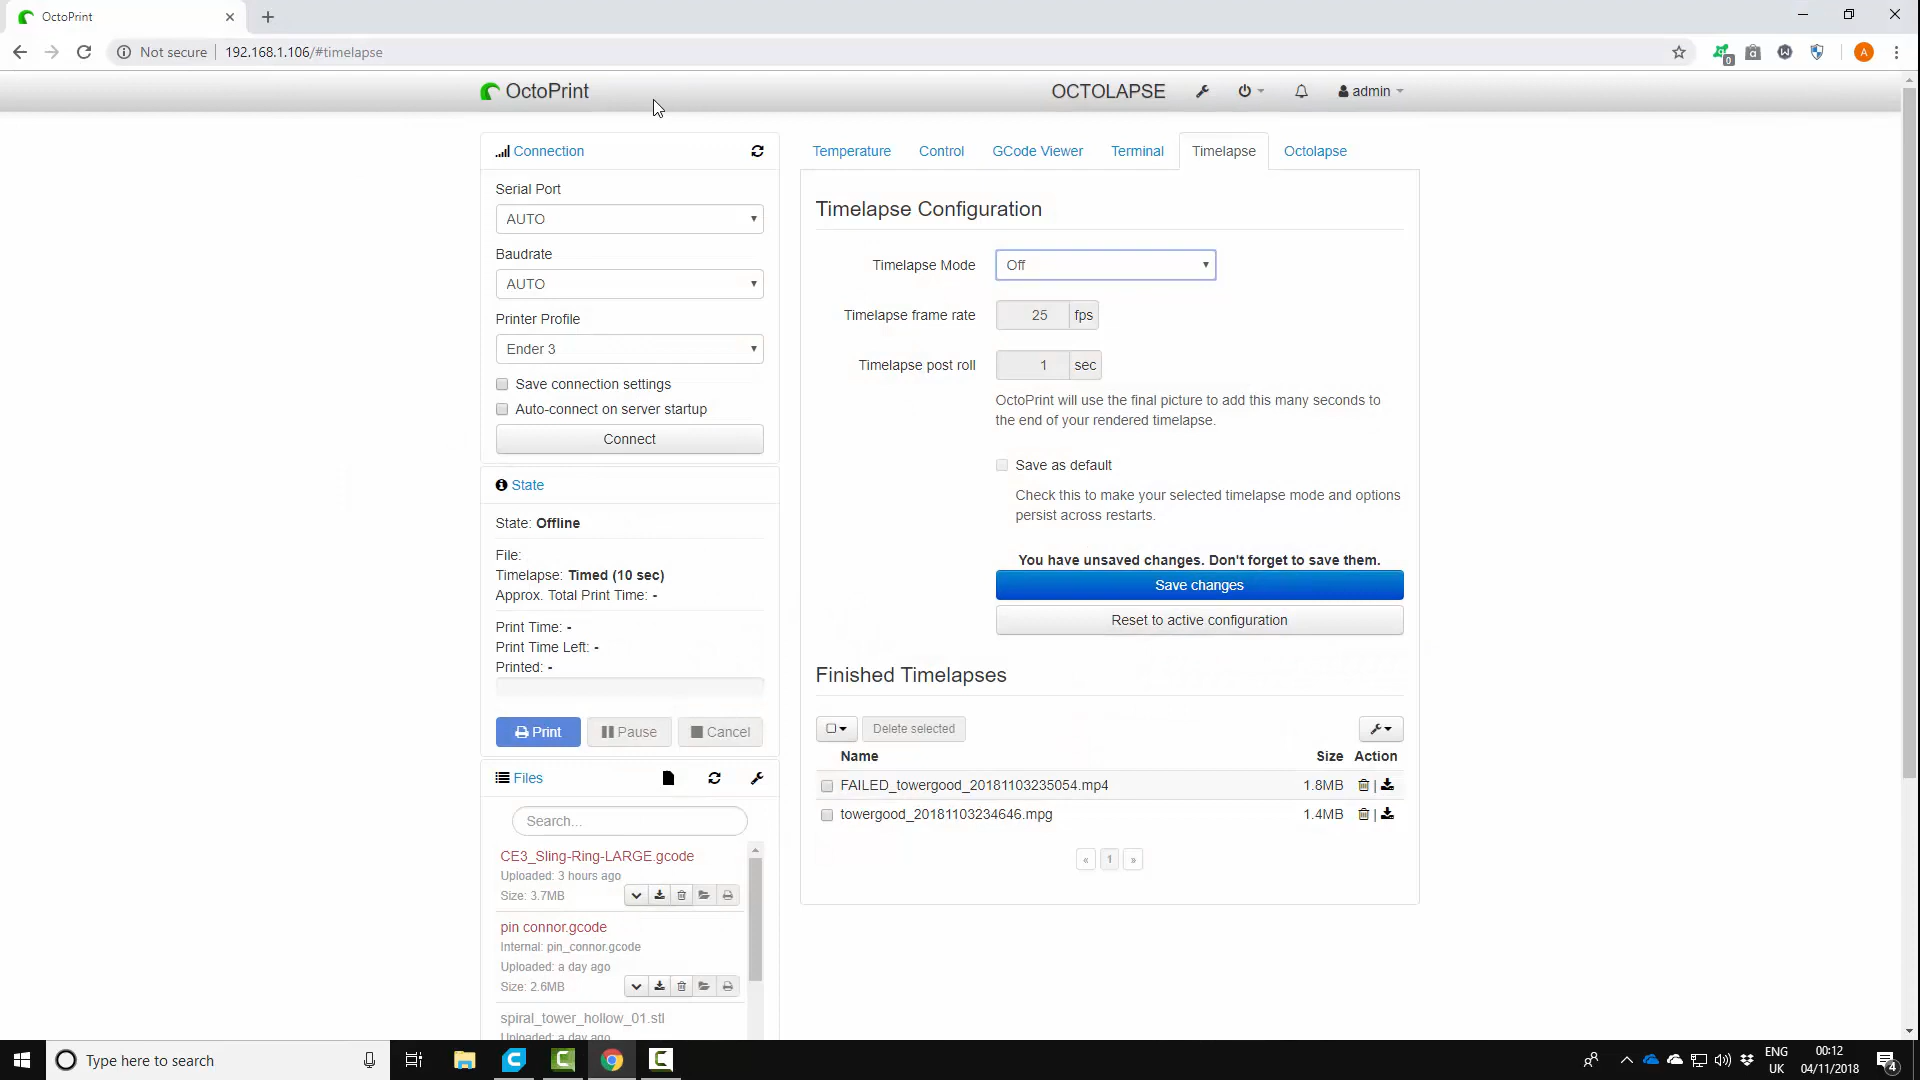 OctoPrint
Not secure
192.168.1.106/#timelapse
0
A
OctoPrint
OCTOLAPSE
admin
Connection
Serial Port
AUTO
Baudrate
AUTO
Printer Profile
Ender 3
Save connection settings
Auto-connect on server startup
Connect
State
State: Offline
File:
Timelapse: Timed (10 sec)
Approx. Total Print Time: -
Print Time: -
Print Time Left: -
Printed: -
Print
Pause
Cancel
Files
Search...
CE3_Sling-Ring-LARGE.gcode
Uploaded: 3 hours ago
Size: 3.7MB
pin connor.gcode
Internal: pin_connor.gcode
Uploaded: a day ago
Size: 2.6MB
spiral_tower_hollow_01.stl
Uploaded: a day ago
Temperature
Control
GCode Viewer
Terminal
Timelapse
Octolapse
Timelapse Configuration
Timelapse Mode
Off
Timelapse frame rate
25 fps
Timelapse post roll
1 sec
OctoPrint will use the final picture to add this many seconds to
the end of your rendered timelapse.
Save as default
Check this to make your selected timelapse mode and options
persist across restarts.
You have unsaved changes. Don't forget to save them.
Save changes
Reset to active configuration
Finished Timelapses
Delete selected
Name Size Action
FAILED_towergood_20181103235054.mp4 1.8MB |
towergood_20181103234646.mpg 1.4MB |
« 1 »
Type here to search
ENG
UK
00:12
04/11/2018
4